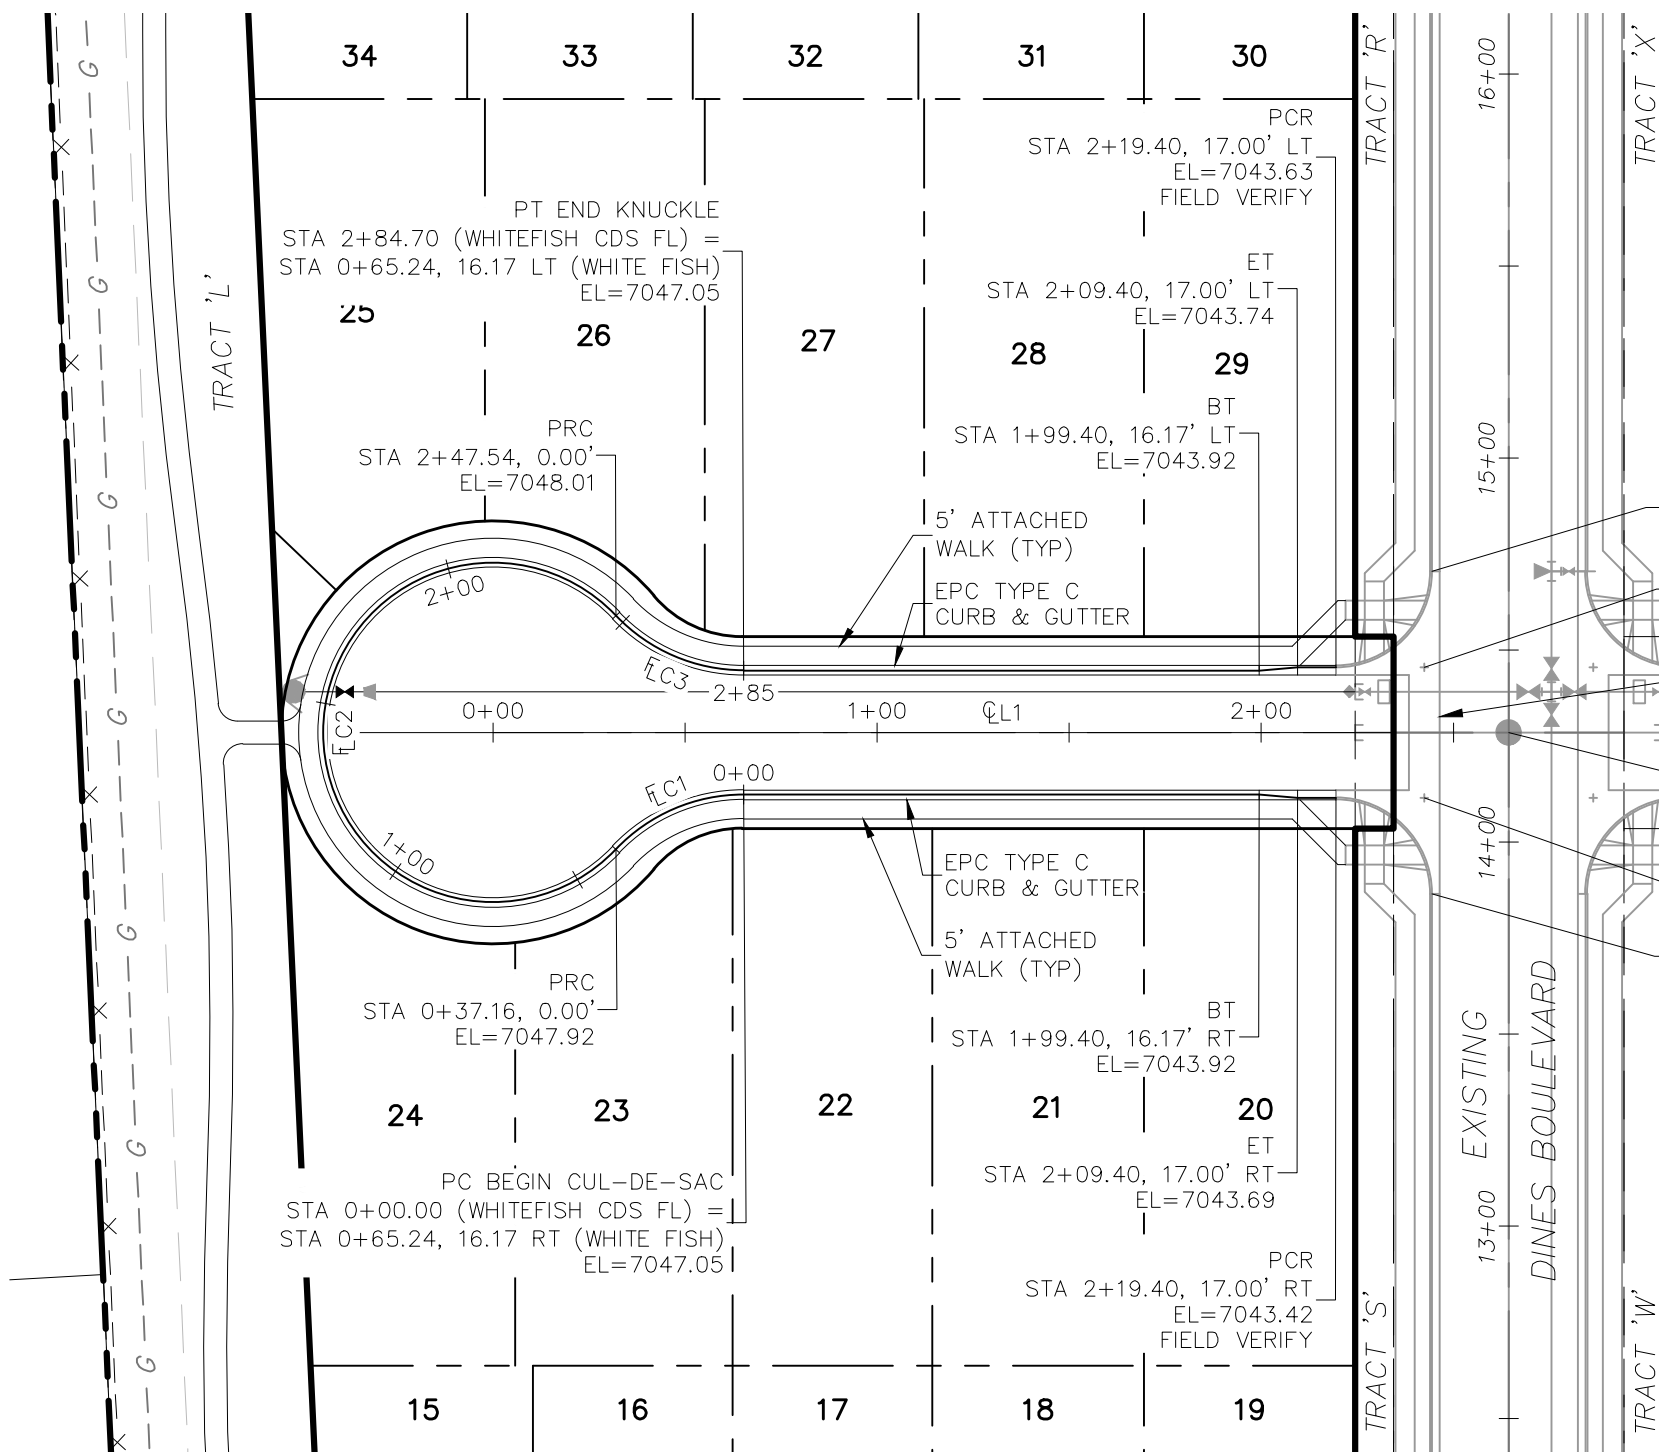 34
33
32
31
30
TRACT 'R'
16+00
TRACT 'X'
PCR
STA 2+19.40, 17.00' LT
EL=7043.63
FIELD VERIFY
PT END KNUCKLE
STA 2+84.70 (WHITEFISH CDS FL) =
STA 0+65.24, 16.17 LT (WHITE FISH)
EL=7047.05
ET
STA 2+09.40, 17.00' LT
EL=7043.74
TRACT 'L'
25
26
27
28
29
BT
STA 1+99.40, 16.17' LT
EL=7043.92
PRC
STA 2+47.54, 0.00'
EL=7048.01
15+00
5' ATTACHED
WALK (TYP)
EPC TYPE C
CURB & GUTTER
2+00
FLC3
2+85
FLC2
0+00
1+00
CLL1
2+00
0+00
FLC1
1+00
14+00
EPC TYPE C
CURB & GUTTER
5' ATTACHED
WALK (TYP)
PRC
STA 0+37.16, 0.00'
EL=7047.92
BT
STA 1+99.40, 16.17' RT
EL=7043.92
24
23
22
21
20
EXISTING
DINES BOULEVARD
ET
STA 2+09.40, 17.00' RT
EL=7043.69
PC BEGIN CUL-DE-SAC
STA 0+00.00 (WHITEFISH CDS FL) =
STA 0+65.24, 16.17 RT (WHITE FISH)
EL=7047.05
13+00
PCR
STA 2+19.40, 17.00' RT
EL=7043.42
FIELD VERIFY
TRACT 'S'
TRACT 'W'
15
16
17
18
19
G
G
G
G
G
G
G